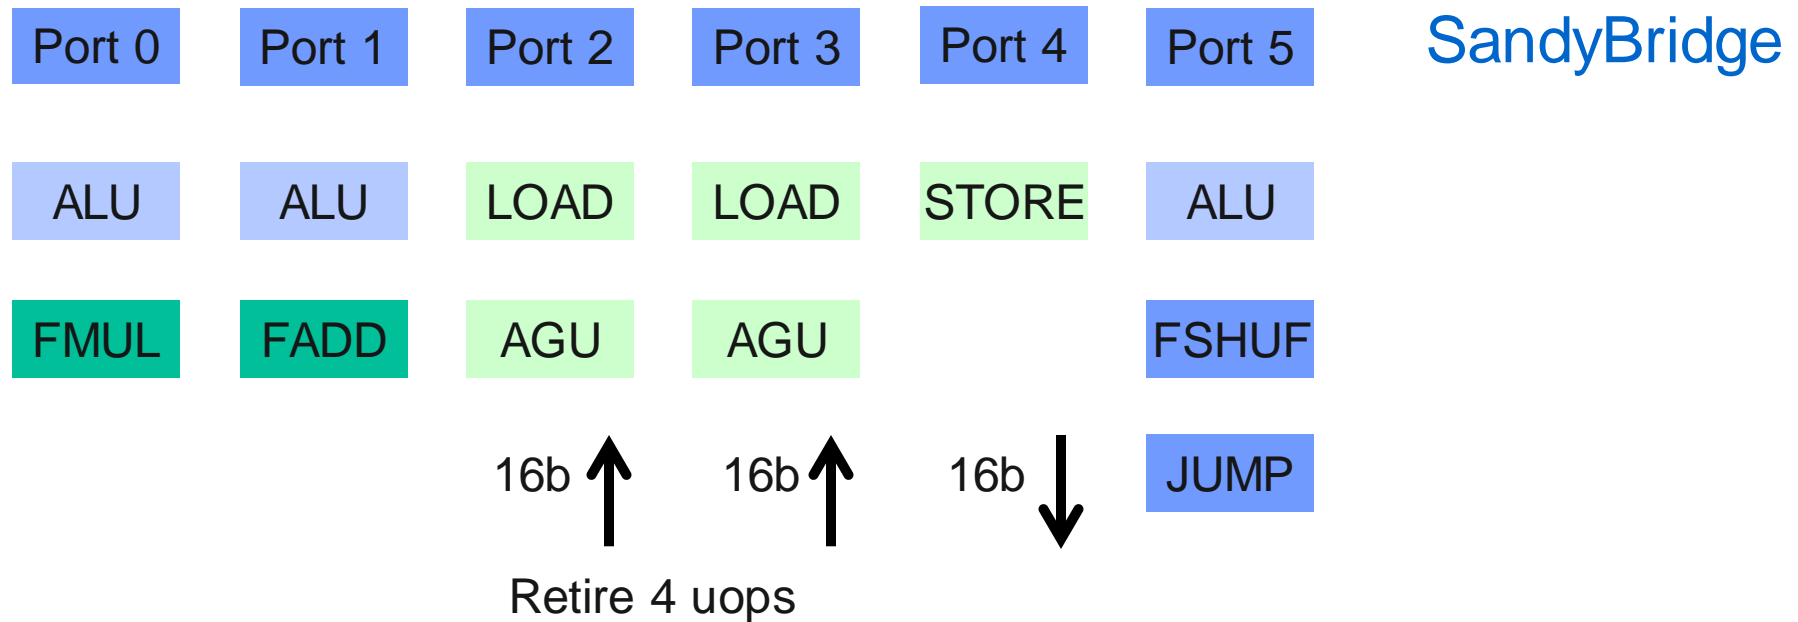 Port 0 Port 1 Port 2 Port 3 Port 4 Port 5 SandyBridge
ALU ALU LOAD LOAD STORE ALU
FMUL FADD AGU AGU FSHUF
16b 16b 16b JUMP
Retire 4 uops